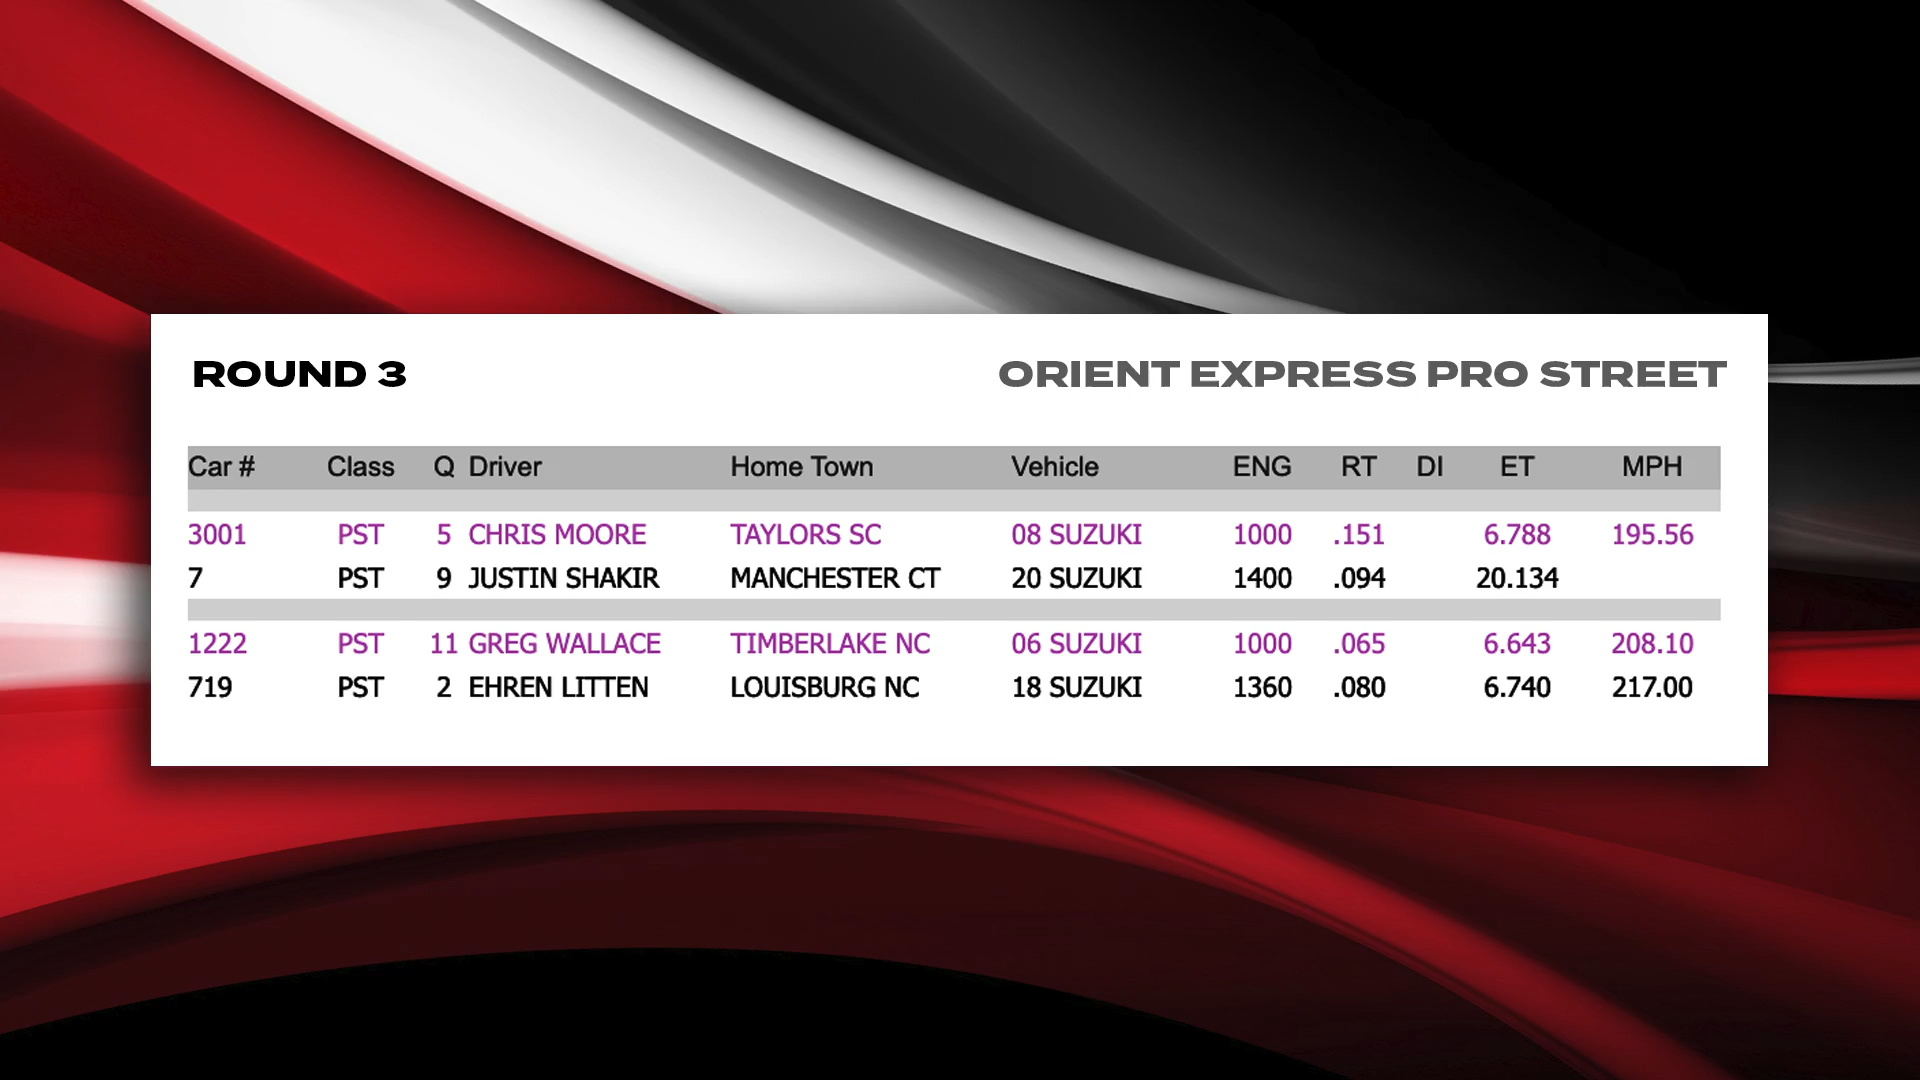 ROUND 3 ORIENT EXPRESS PRO STREET
Car # Class Q Driver Home Town Vehicle ENG RT DI ET MPH
3001 PST 5 CHRIS MOORE TAYLORS SC 08 SUZUKI 1000 .151 6.788 195.56
7 PST 9 JUSTIN SHAKIR MANCHESTER CT 20 SUZUKI 1400 .094 20.134
1222 PST 11 GREG WALLACE TIMBERLAKE NC 06 SUZUKI 1000 .065 6.643 208.10
719 PST 2 EHREN LITTEN LOUISBURG NC 18 SUZUKI 1360 .080 6.740 217.00